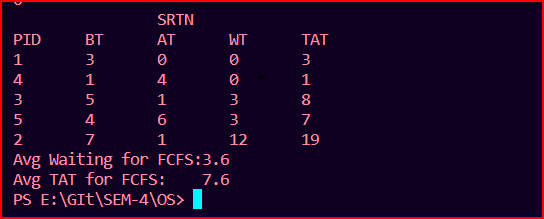 SRTN
PID BT AT WT TAT
1 3 0 0 3
4 1 4 0 1
3 5 1 3 8
5 4 6 3 7
2 7 1 12 19
Avg Waiting for FCFS:3.6
Avg TAT for FCFS: 7.6
PS E:\GIt\SEM-4\OS>